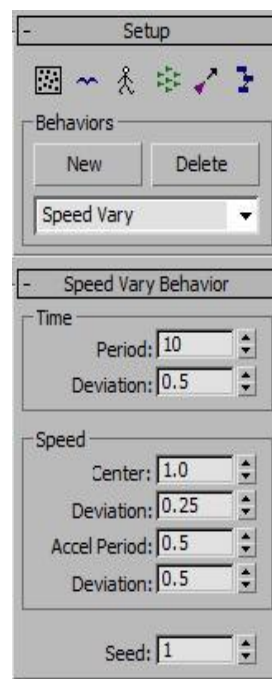 - Setup
Behaviors
New Delete
Speed Vary
- Speed Vary Behavior
Time
Period: 10
Deviation: 0.5
Speed
Center: 1.0
Deviation: 0.25
Accel Period: 0.5
Deviation: 0.5
Seed: 1